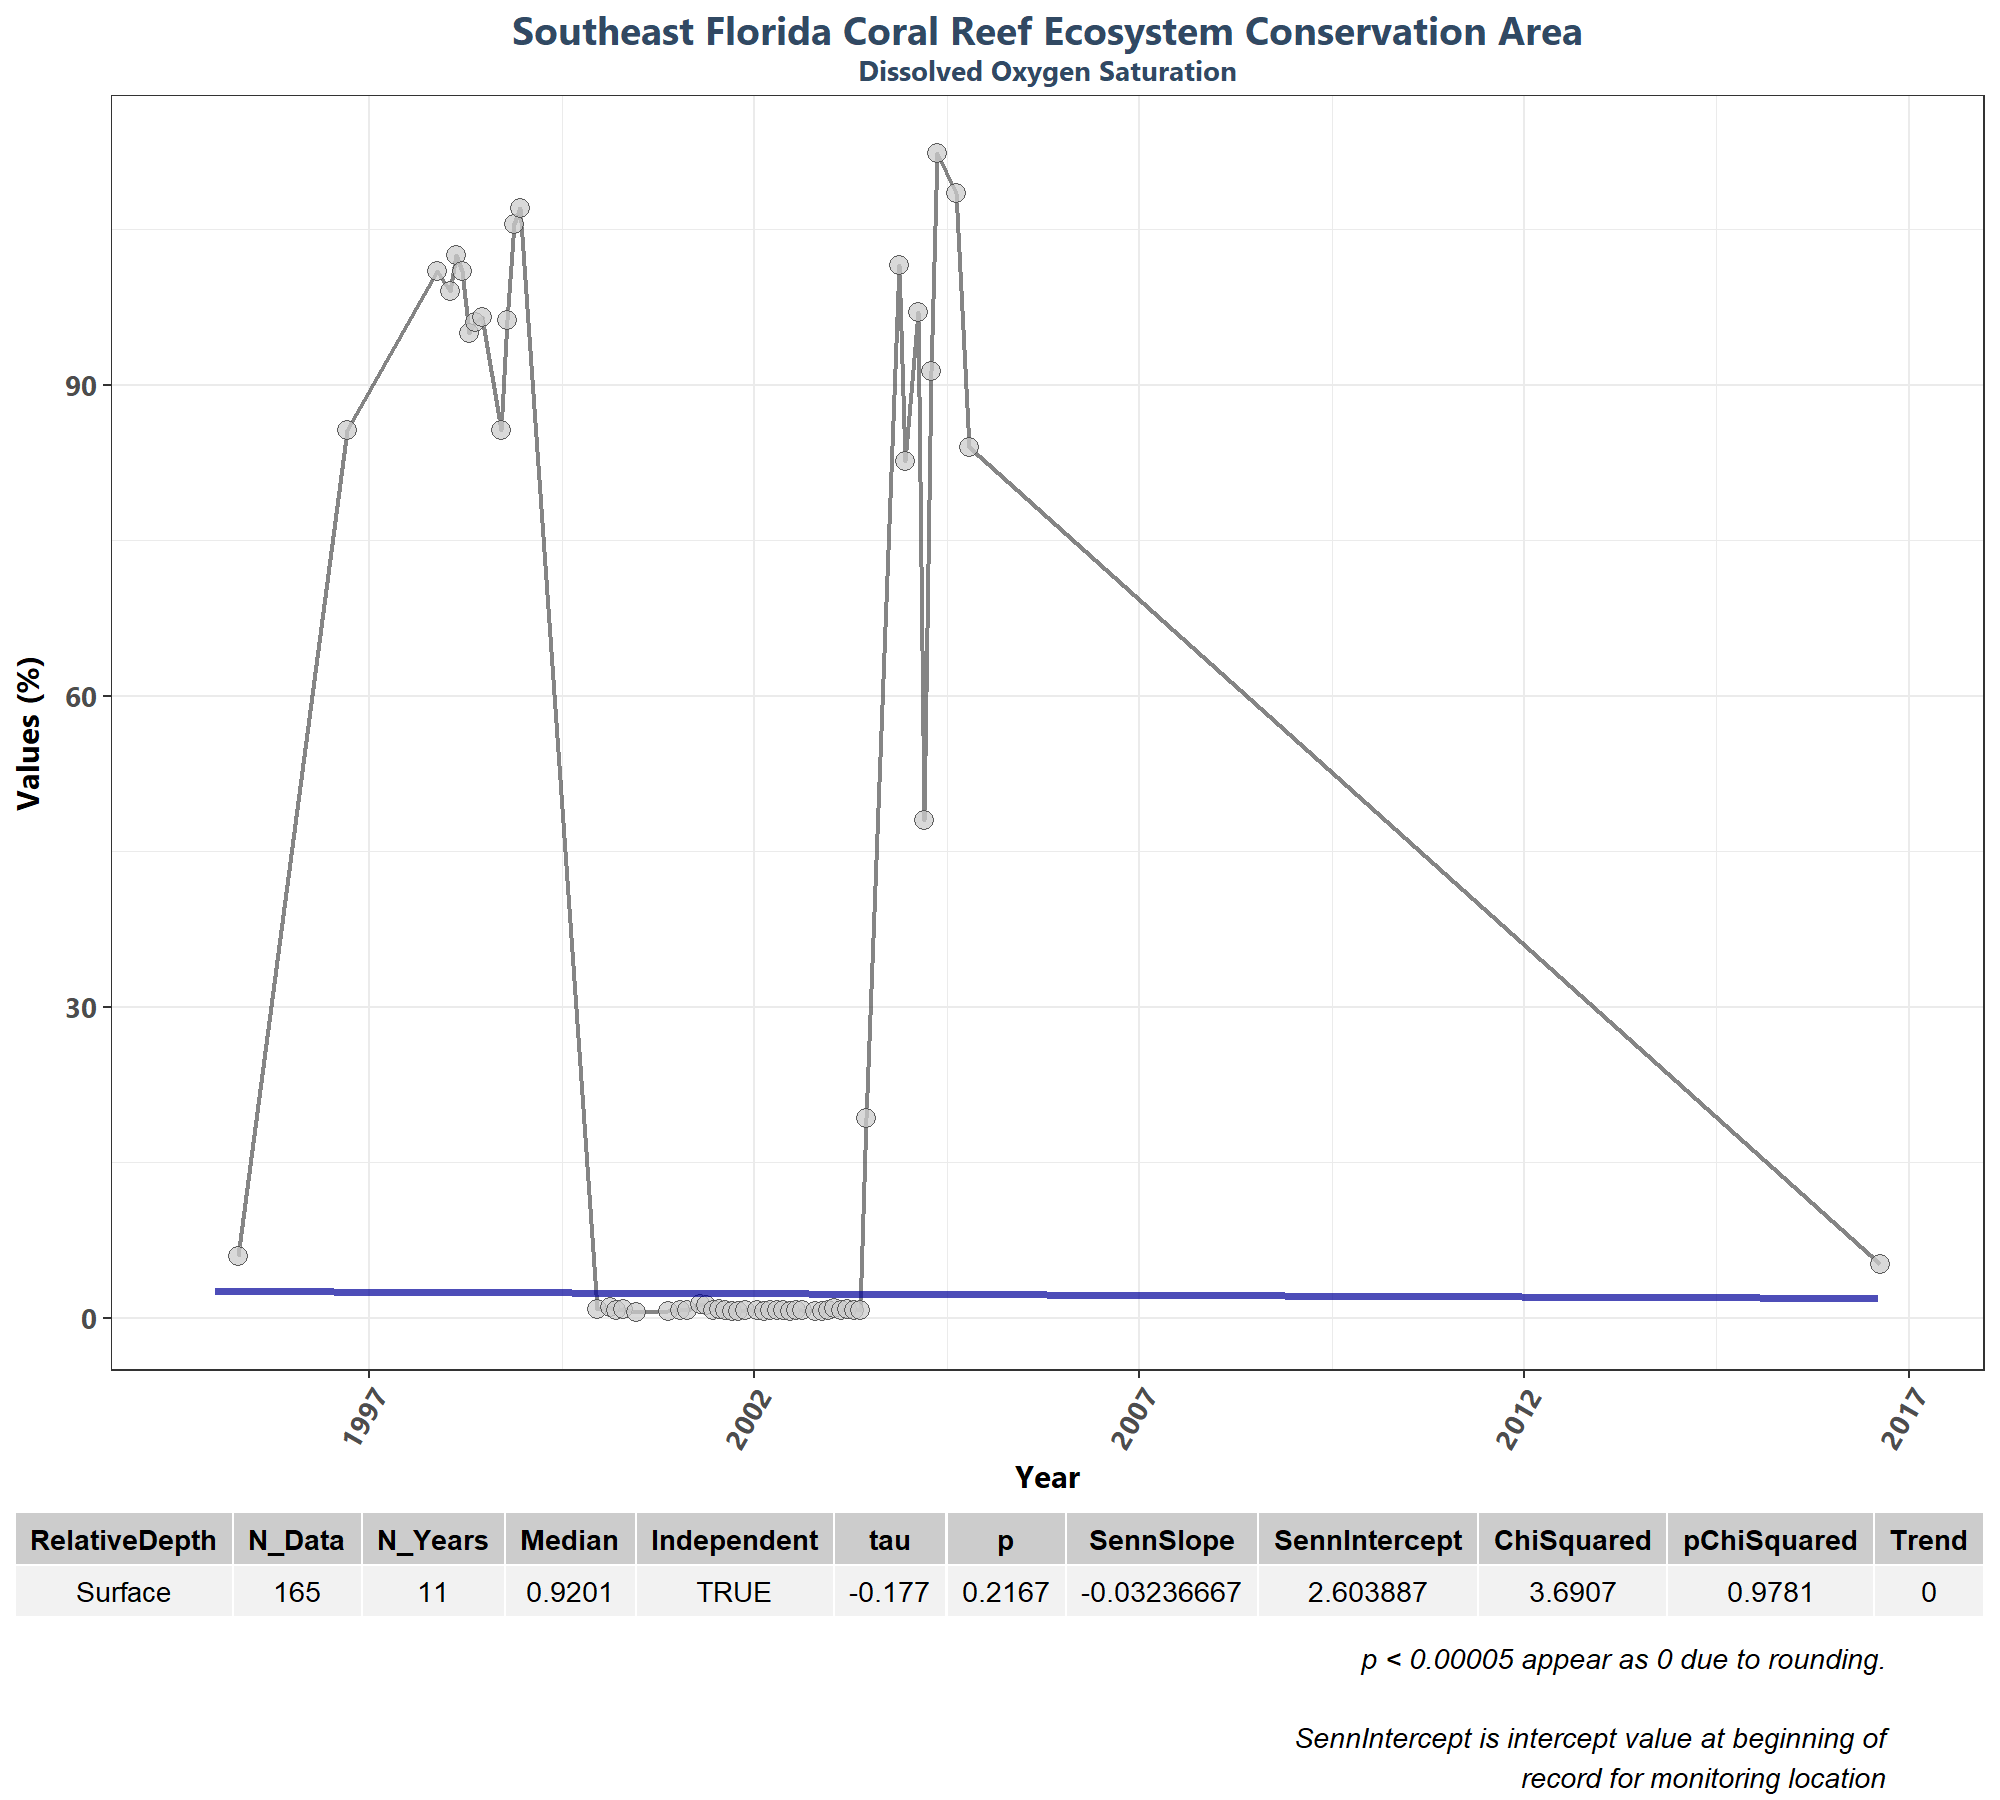 Southeast Florida Coral Reef Ecosystem Conservation Area
Dissolved Oxygen Saturation
Values (%)
90
60
30
0
1997
2002
2007
2012
2017
Year
RelativeDepth N_Data N_Years Median Independent tau p SennSlope SennIntercept ChiSquared pChiSquared Trend
Surface 165 11 0.9201 TRUE -0.177 0.2167 -0.03236667 2.603887 3.6907 0.9781 0
p < 0.00005 appear as 0 due to rounding.
SennIntercept is intercept value at beginning of
record for monitoring location